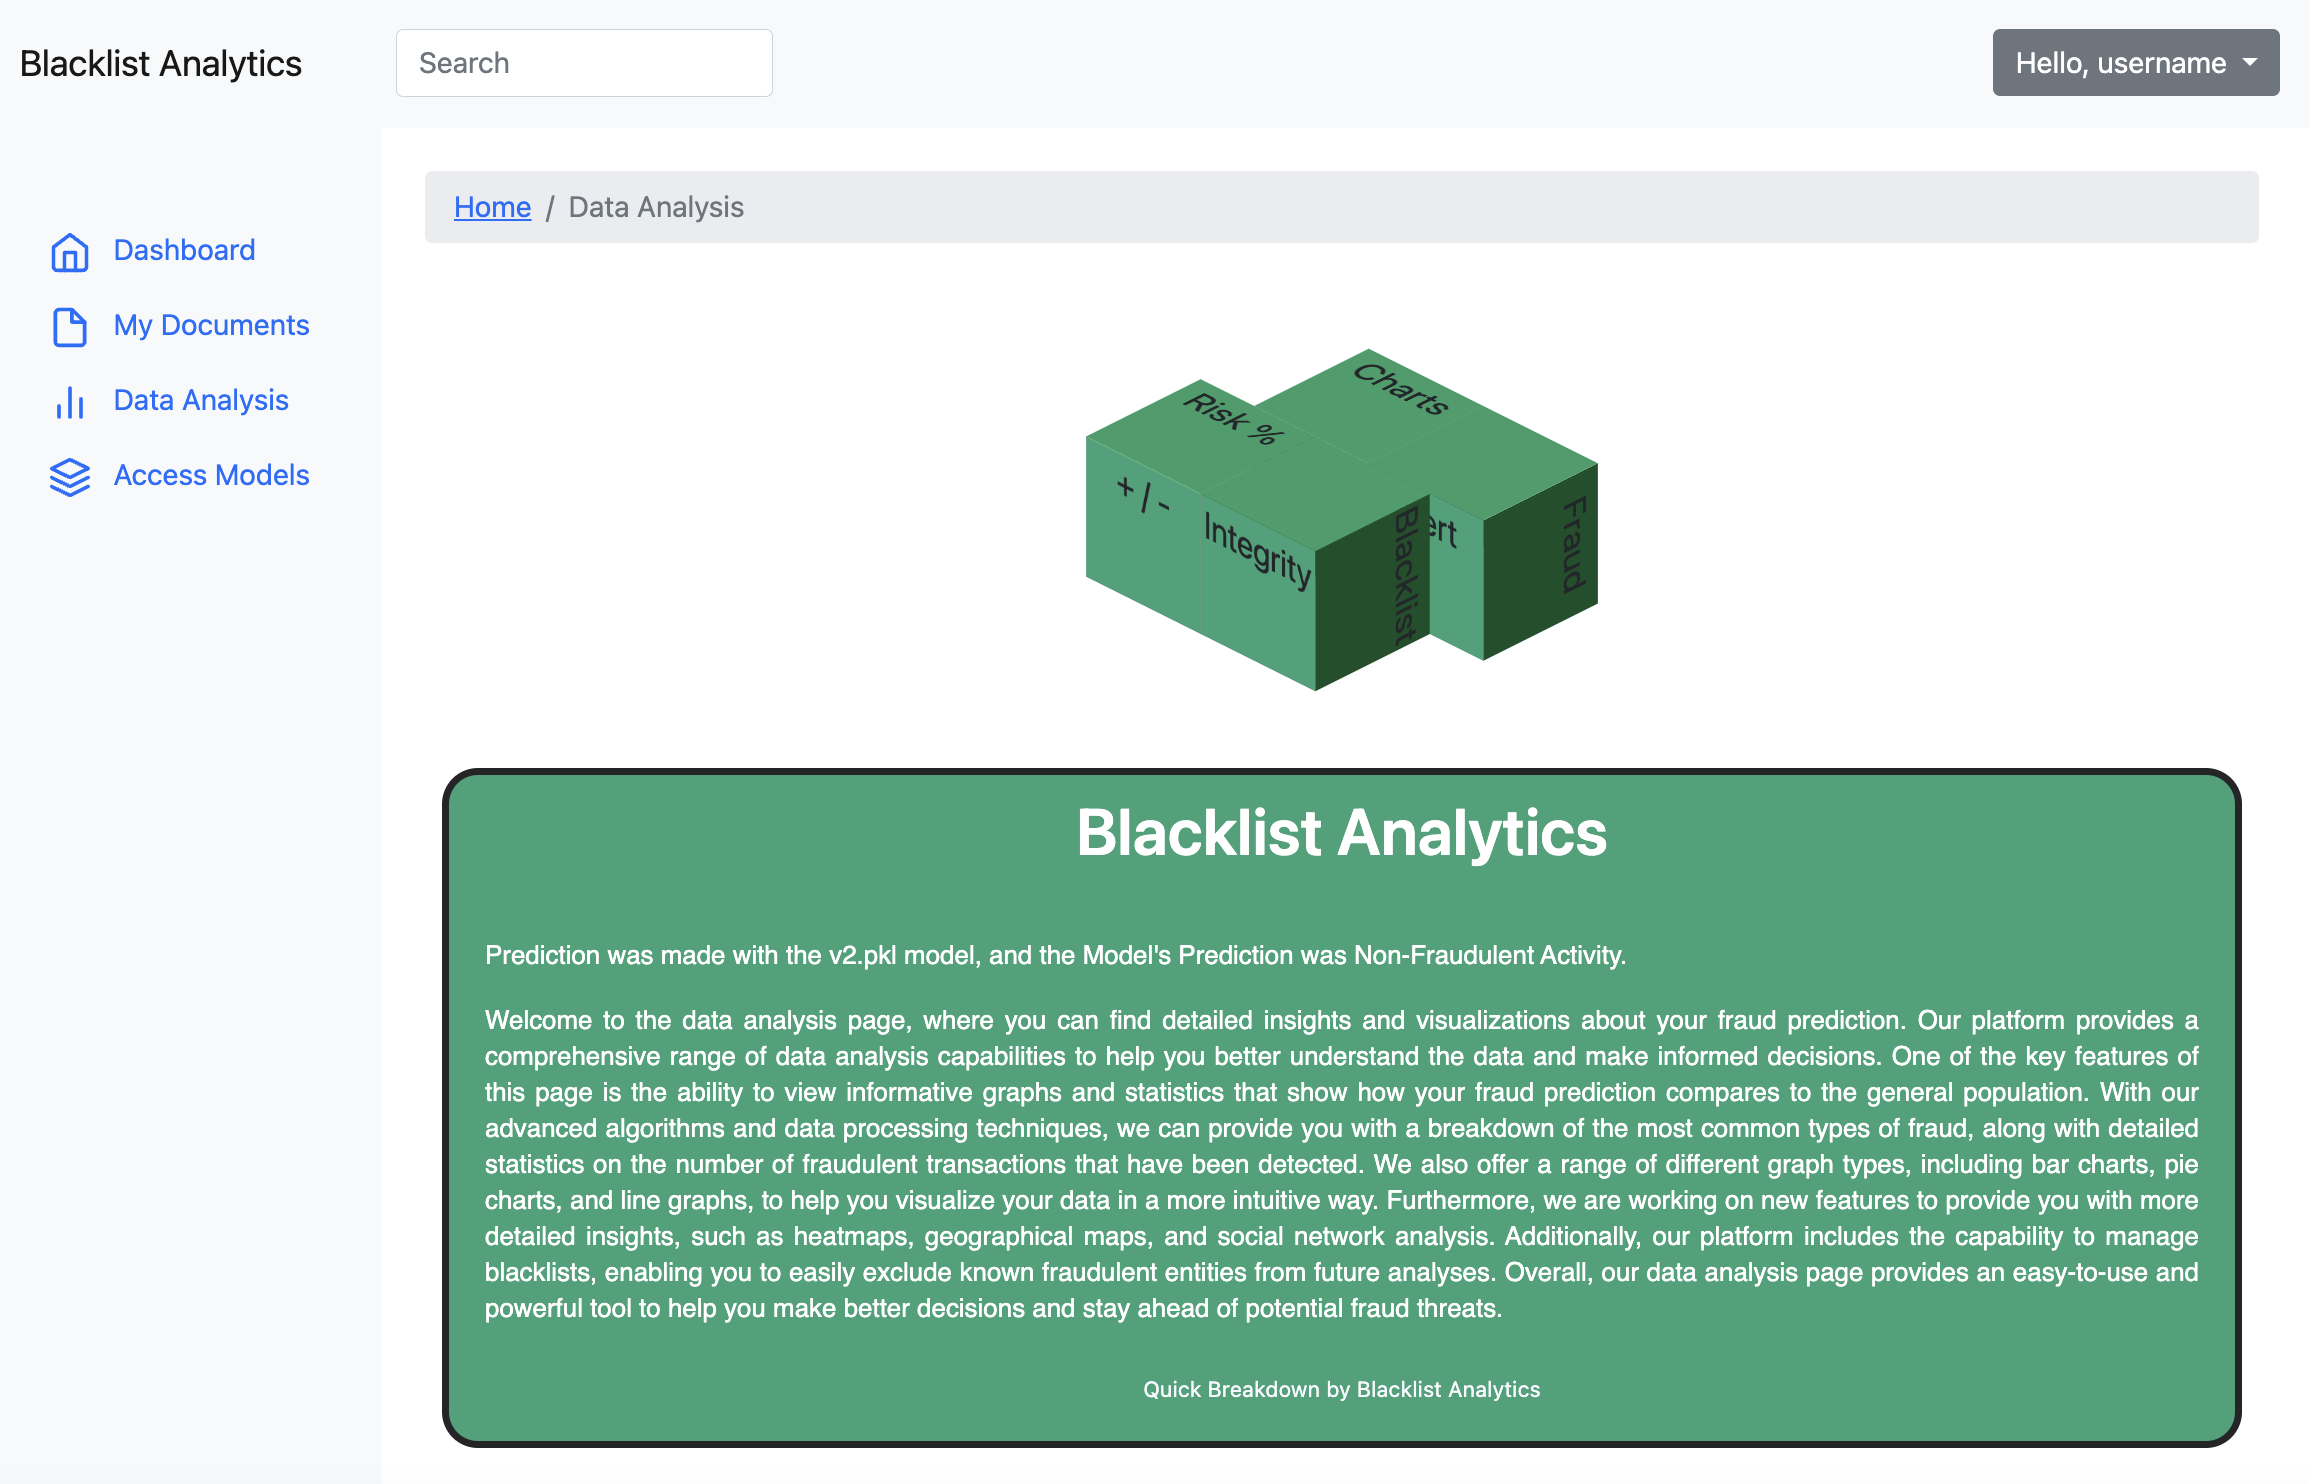 Blacklist Analytics
Search
Hello, username
Home / Data Analysis
Dashboard
My Documents
Data Analysis
Access Models
Charts
Risk %
+ / -
Integrity
Blacklist
ert
Fraud
Blacklist Analytics
Prediction was made with the v2.pkl model, and the Model's Prediction was Non-Fraudulent Activity.
Welcome to the data analysis page, where you can find detailed insights and visualizations about your fraud prediction. Our platform provides a
comprehensive range of data analysis capabilities to help you better understand the data and make informed decisions. One of the key features of
this page is the ability to view informative graphs and statistics that show how your fraud prediction compares to the general population. With our
advanced algorithms and data processing techniques, we can provide you with a breakdown of the most common types of fraud, along with detailed
statistics on the number of fraudulent transactions that have been detected. We also offer a range of different graph types, including bar charts, pie
charts, and line graphs, to help you visualize your data in a more intuitive way. Furthermore, we are working on new features to provide you with more
detailed insights, such as heatmaps, geographical maps, and social network analysis. Additionally, our platform includes the capability to manage
blacklists, enabling you to easily exclude known fraudulent entities from future analyses. Overall, our data analysis page provides an easy-to-use and
powerful tool to help you make better decisions and stay ahead of potential fraud threats.
Quick Breakdown by Blacklist Analytics